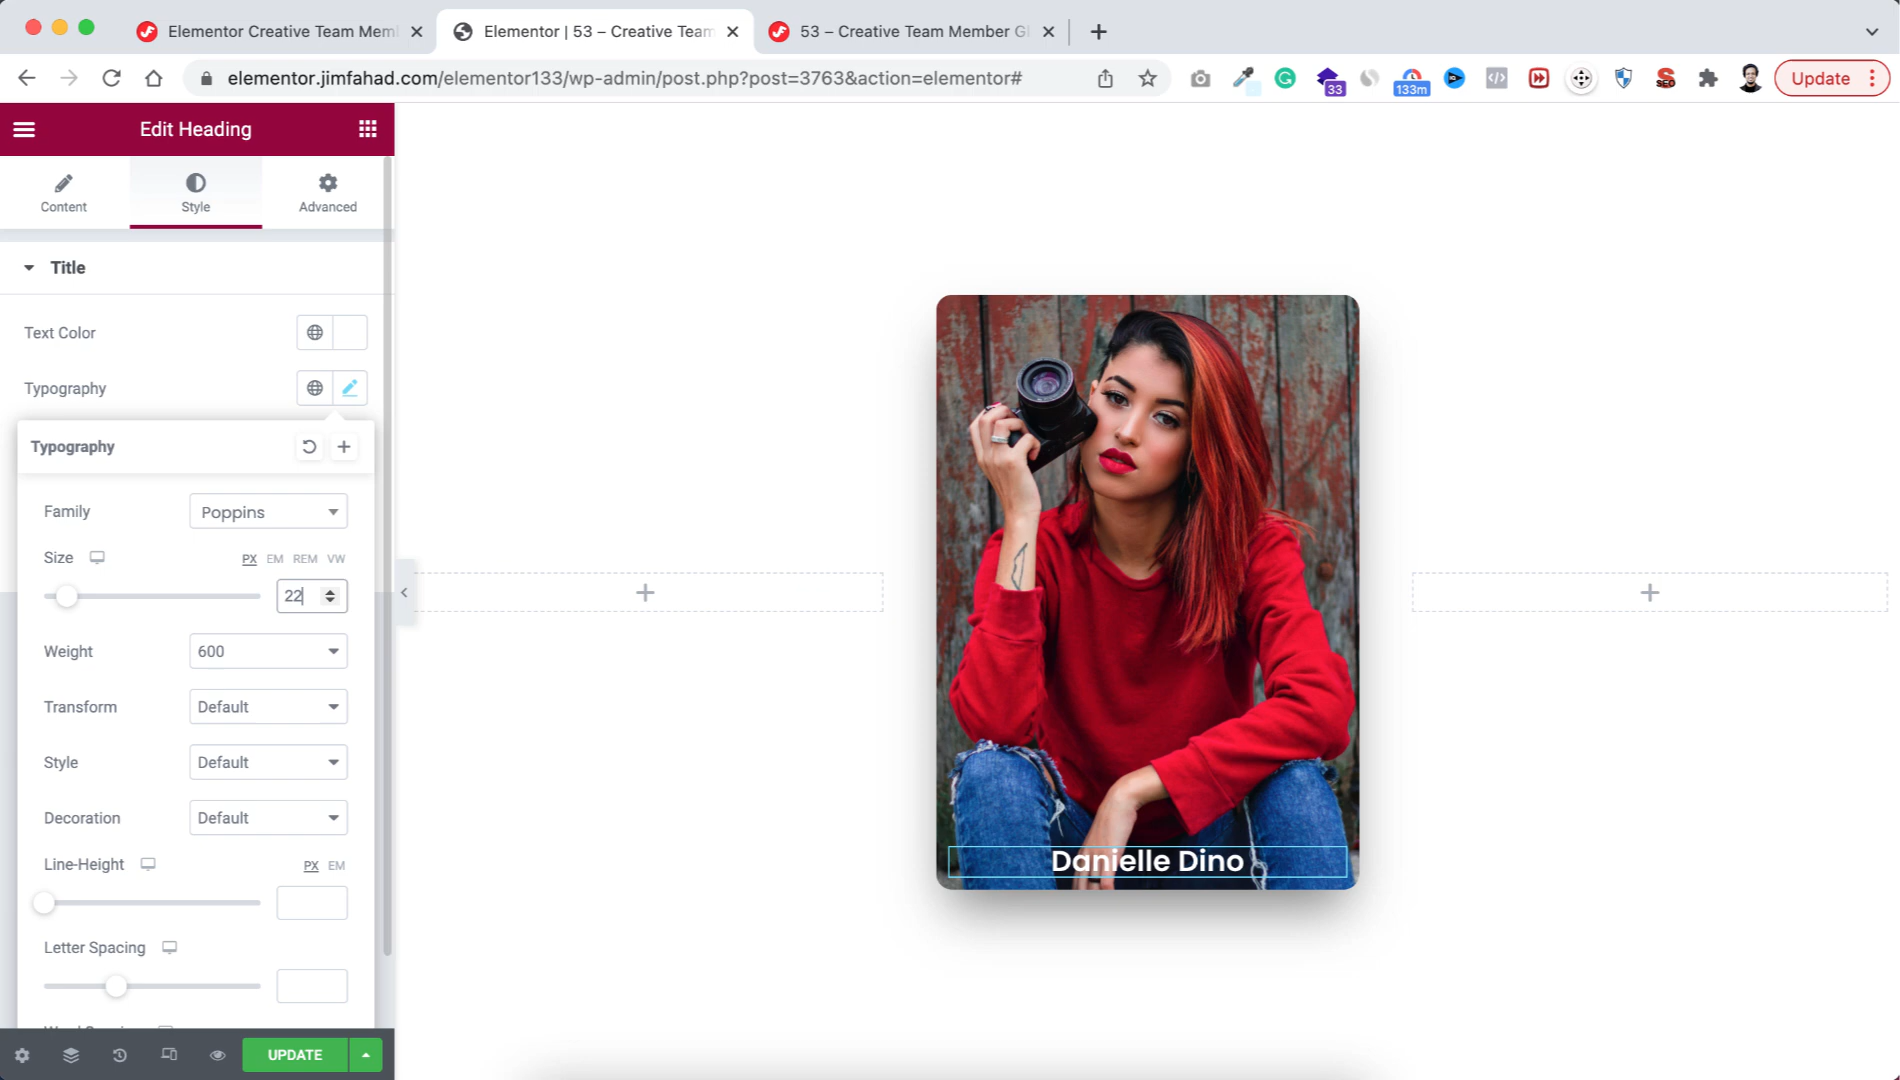 Elementor Creative Team Mem
Elementor | 53 – Creative Team
53 – Creative Team Member G
elementor.jimfahad.com/elementor133/wp-admin/post.php?post=3763&action=elementor#
33
133m
SEO
Update
Edit Heading
Content
Style
Advanced
Title
Text Color
Typography
Typography
Family
Poppins
Size
PX EM REM VW
22
Weight
600
Transform
Default
Style
Default
Decoration
Default
Line-Height
PX EM
Letter Spacing
UPDATE
Danielle Dino